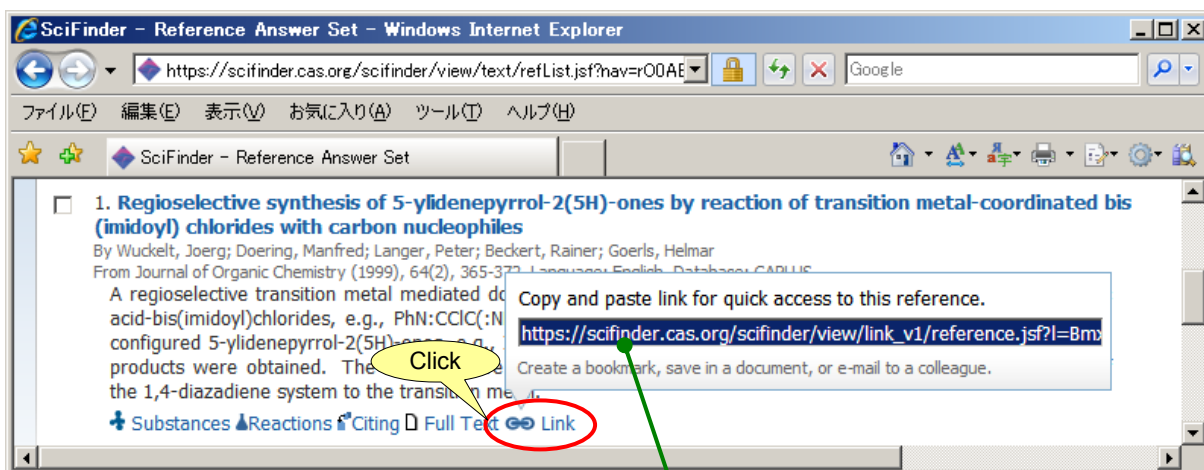 SciFinder - Reference Answer Set - Windows Internet Explorer
https://scifinder.cas.org/scifinder/view/text/refList.jsf?nav=rO0AE
Google
ファイル(F) 編集(E) 表示(V) お気に入り(A) ツール(T) ヘルプ(H)
SciFinder - Reference Answer Set
1. Regioselective synthesis of 5-ylidenepyrrol-2(5H)-ones by reaction of transition metal-coordinated bis
(imidoyl) chlorides with carbon nucleophiles
By Wuckelt, Joerg; Doering, Manfred; Langer, Peter; Beckert, Rainer; Goerls, Helmar
From Journal of Organic Chemistry (1999), 64(2), 365-372. Language: English, Database: CAPLUS
A regioselective transition metal mediated
Copy and paste link for quick access to this reference.
acid-bis(imidoyl)chlorides, e.g., PhN:CClC(:N
https://scifinder.cas.org/scifinder/view/link_v1/reference.jsf?l=Bmx
configured 5-ylidenepyrrol-2(5H)-ones, e.g.,
products were obtained. The
Click
Create a bookmark, save in a document, or e-mail to a colleague.
the 1,4-diazadiene system to the transition
Substances Reactions Citing Full Text Link